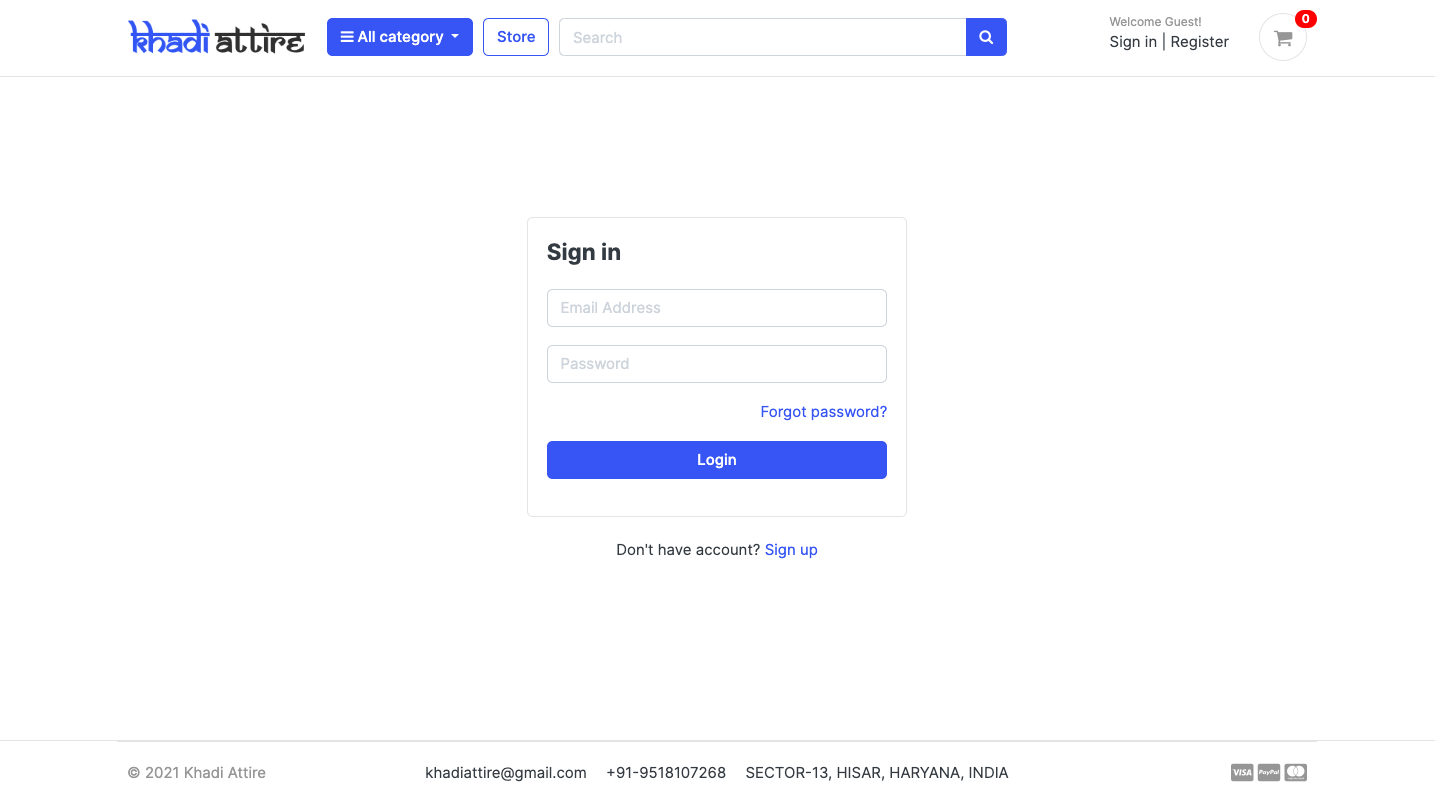 khadi attire
All category
Store
Search
Welcome Guest!
Sign in | Register
0
Sign in
Email Address
Password
Forgot password?
Login
Don't have account? Sign up
© 2021 Khadi Attire
khadiattire@gmail.com +91-9518107268 SECTOR-13, HISAR, HARYANA, INDIA
VISA PayPal